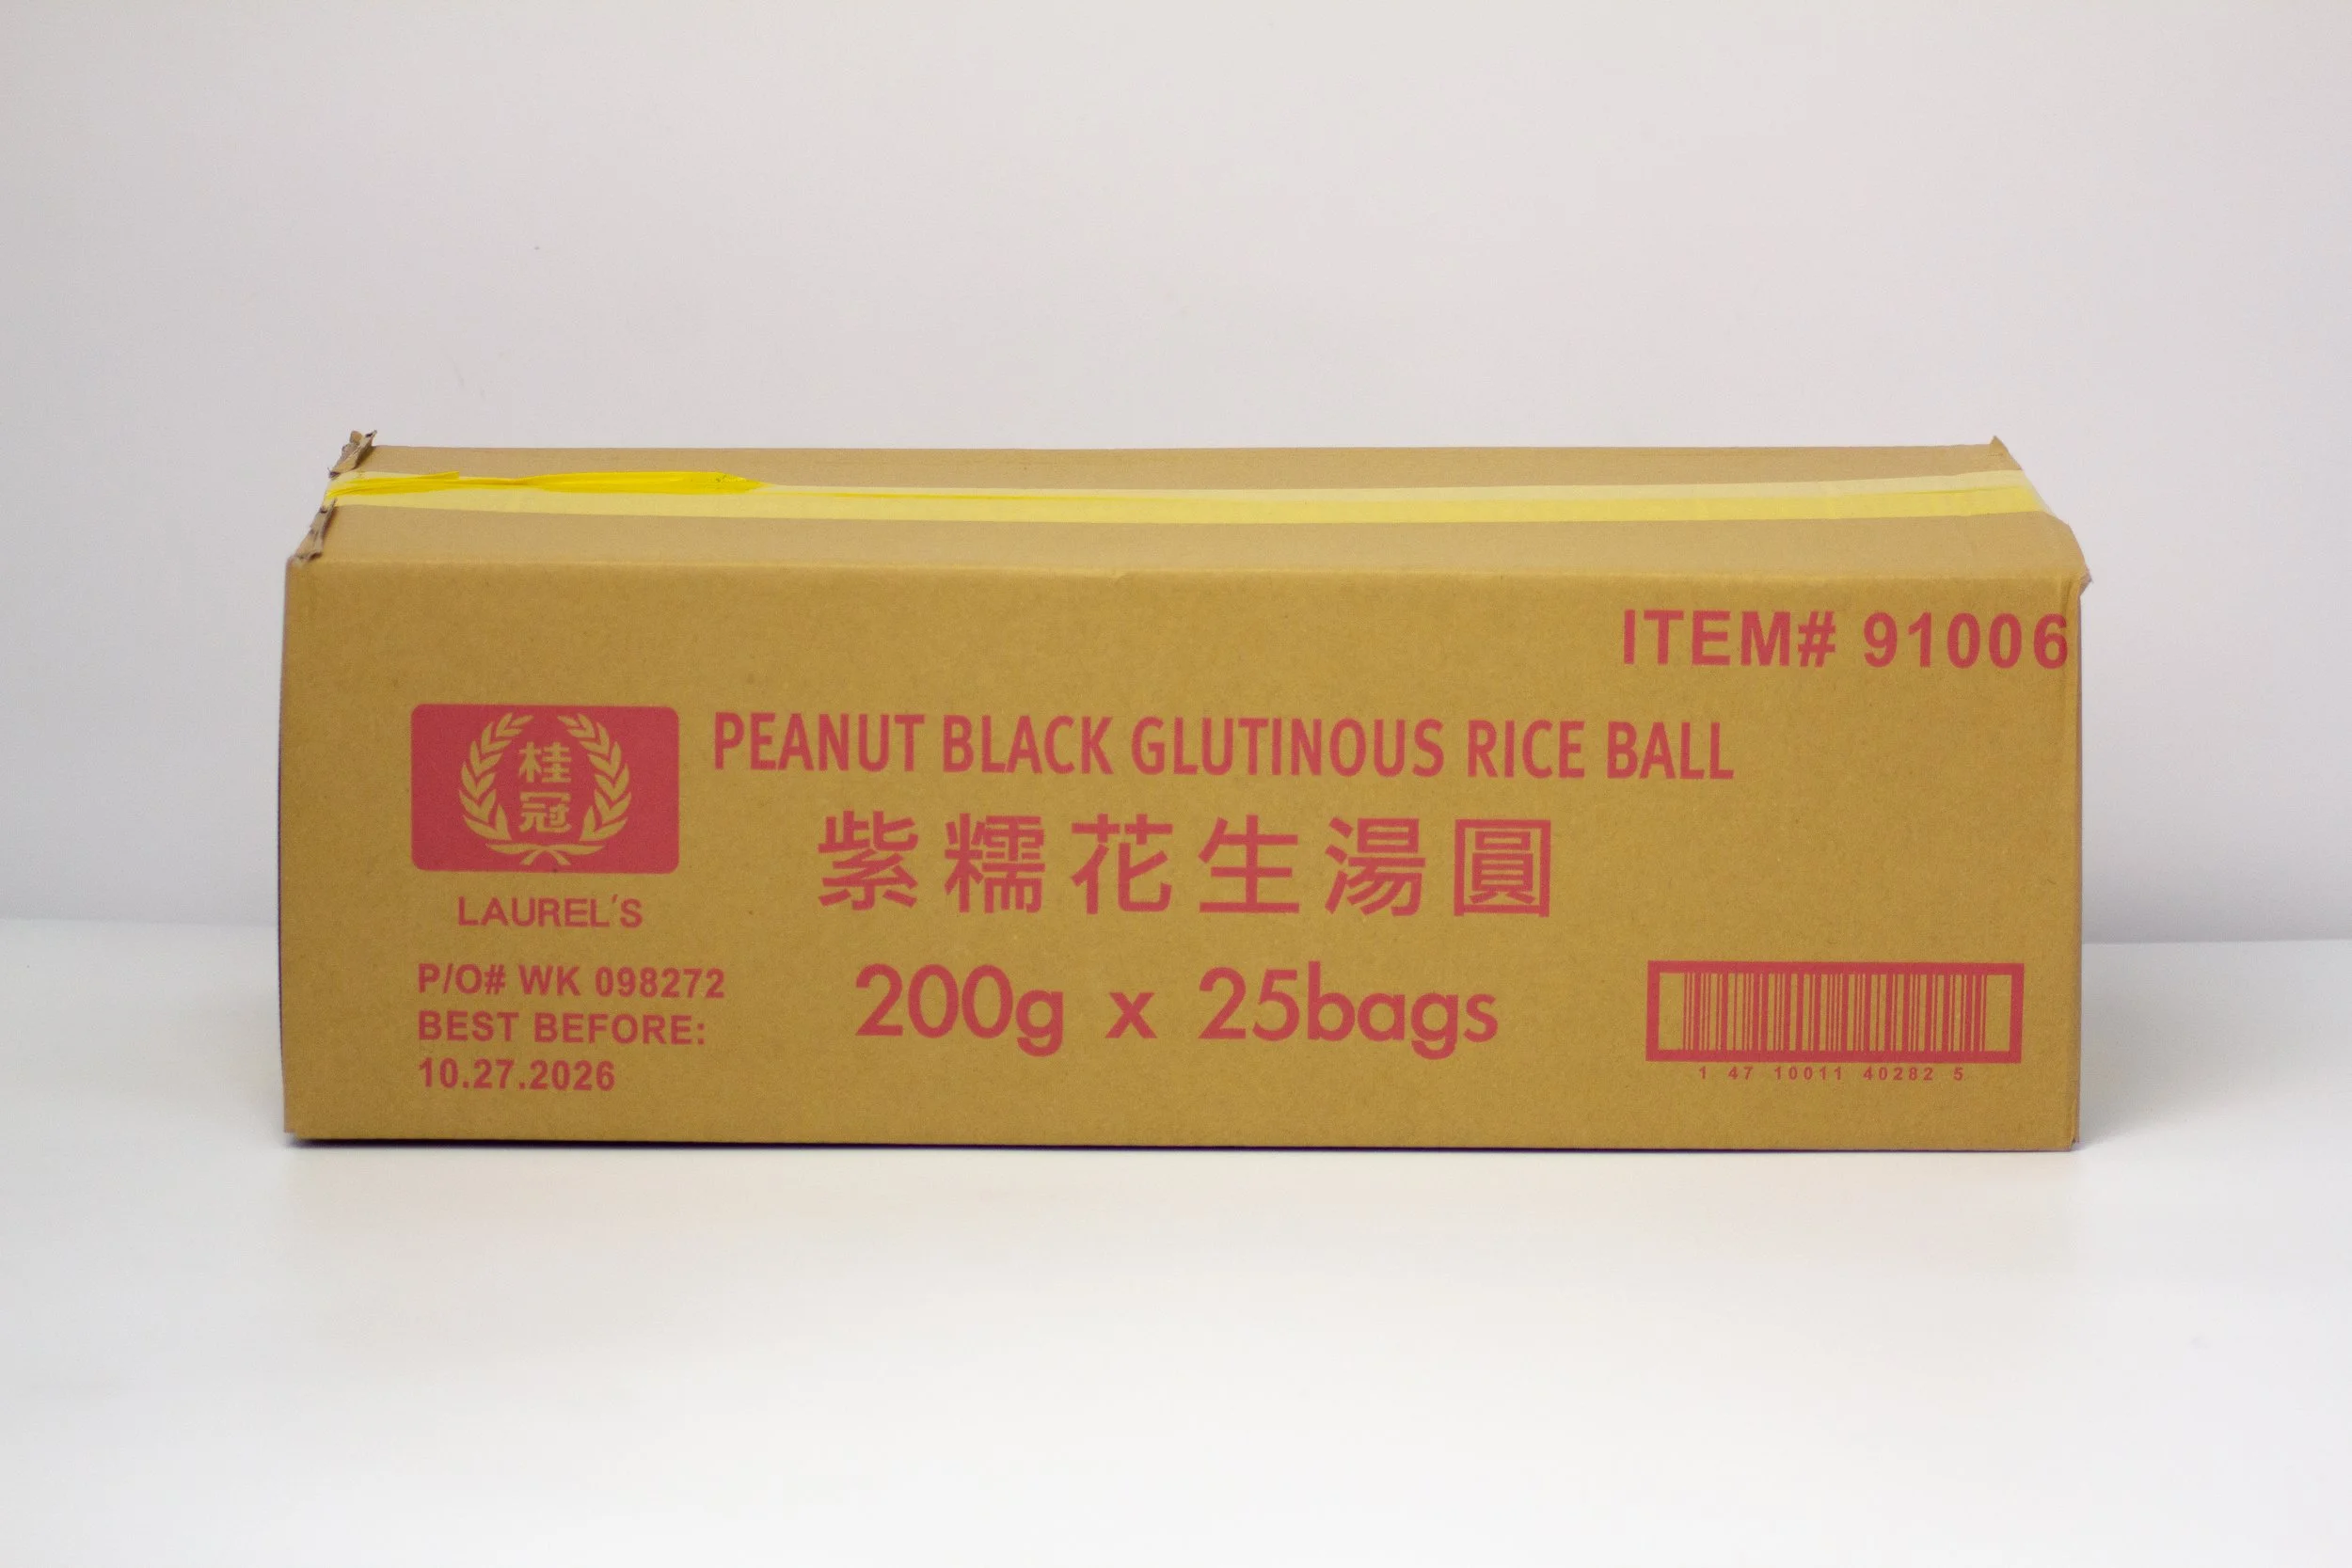 ITEM# 91006
桂
冠
LAUREL'S
PEANUT BLACK GLUTINOUS RICE BALL
紫糯花生湯圓
200g x 25bags
P/O# WK 098272
BEST BEFORE:
10.27.2026
1 47 10011 40282 5